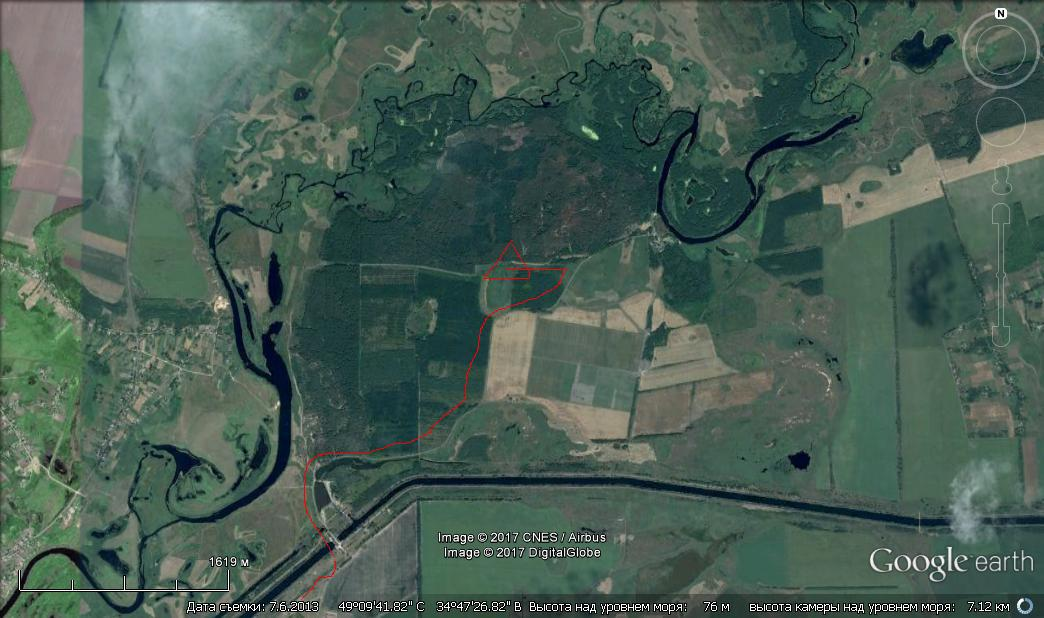 N
Image © 2017 CNES / Airbus
Image © 2017 DigitalGlobe
Google earth
1619 м
Дата съемки: 7.6.2013 49°09'41.82" С 34°47'26.82" В Высота над уровнем моря: 76 м высота камеры над уровнем моря: 7.12 км